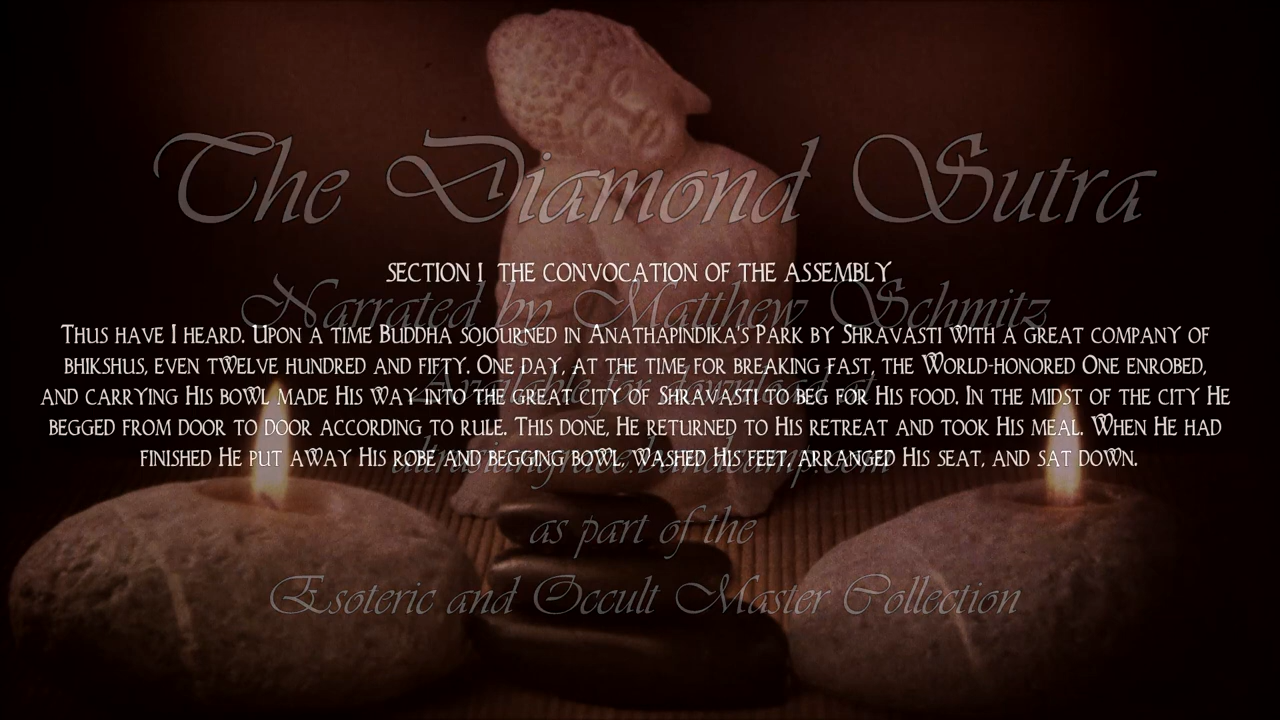 The Diamond Sutra
SECTION I THE CONVOCATION OF THE ASSEMBLY
Narrated by Matthew Schmitz
Thus have I heard. Upon a time Buddha sojourned in Anathapindika's Park by Shravasti with a great company of
bhikshus, even twelve hundred and fifty. One day, at the time for breaking fast, the World-honored One enrobed,
Available for download at
and carrying His bowl made His way into the great city of Shravasti to beg for His food. In the midst of the city He
begged from door to door according to rule. This done, He returned to His retreat and took His meal. When He had
finished He put away His robe and begging bowl, washed His feet, arranged His seat, and sat down.
as part of the
Esoteric and Occult Master Collection